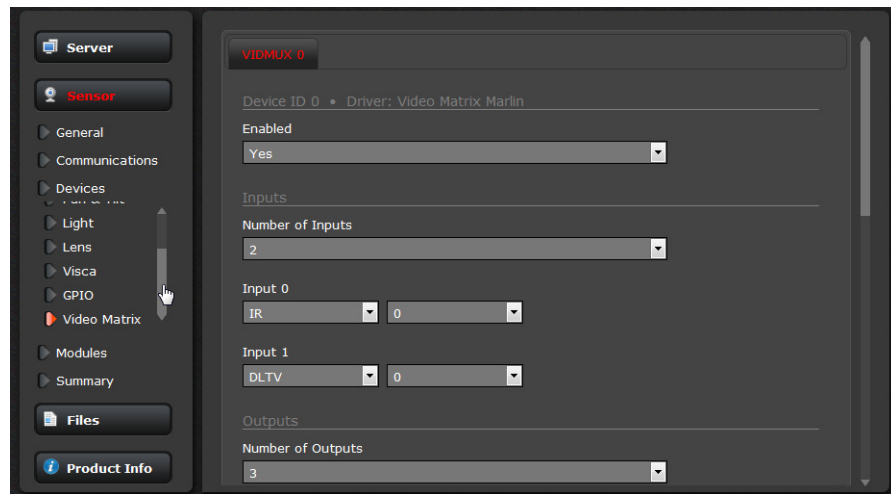 Server
Sensor
General
Communications
Devices
Light
Lens
Visca
GPIO
Video Matrix
Modules
Summary
Files
Product Info
VIDMUX 0
Device ID 0 • Driver: Video Matrix Marlin
Enabled
Yes
Inputs
Number of Inputs
2
Input 0
IR 0
Input 1
DLTV 0
Outputs
Number of Outputs
3